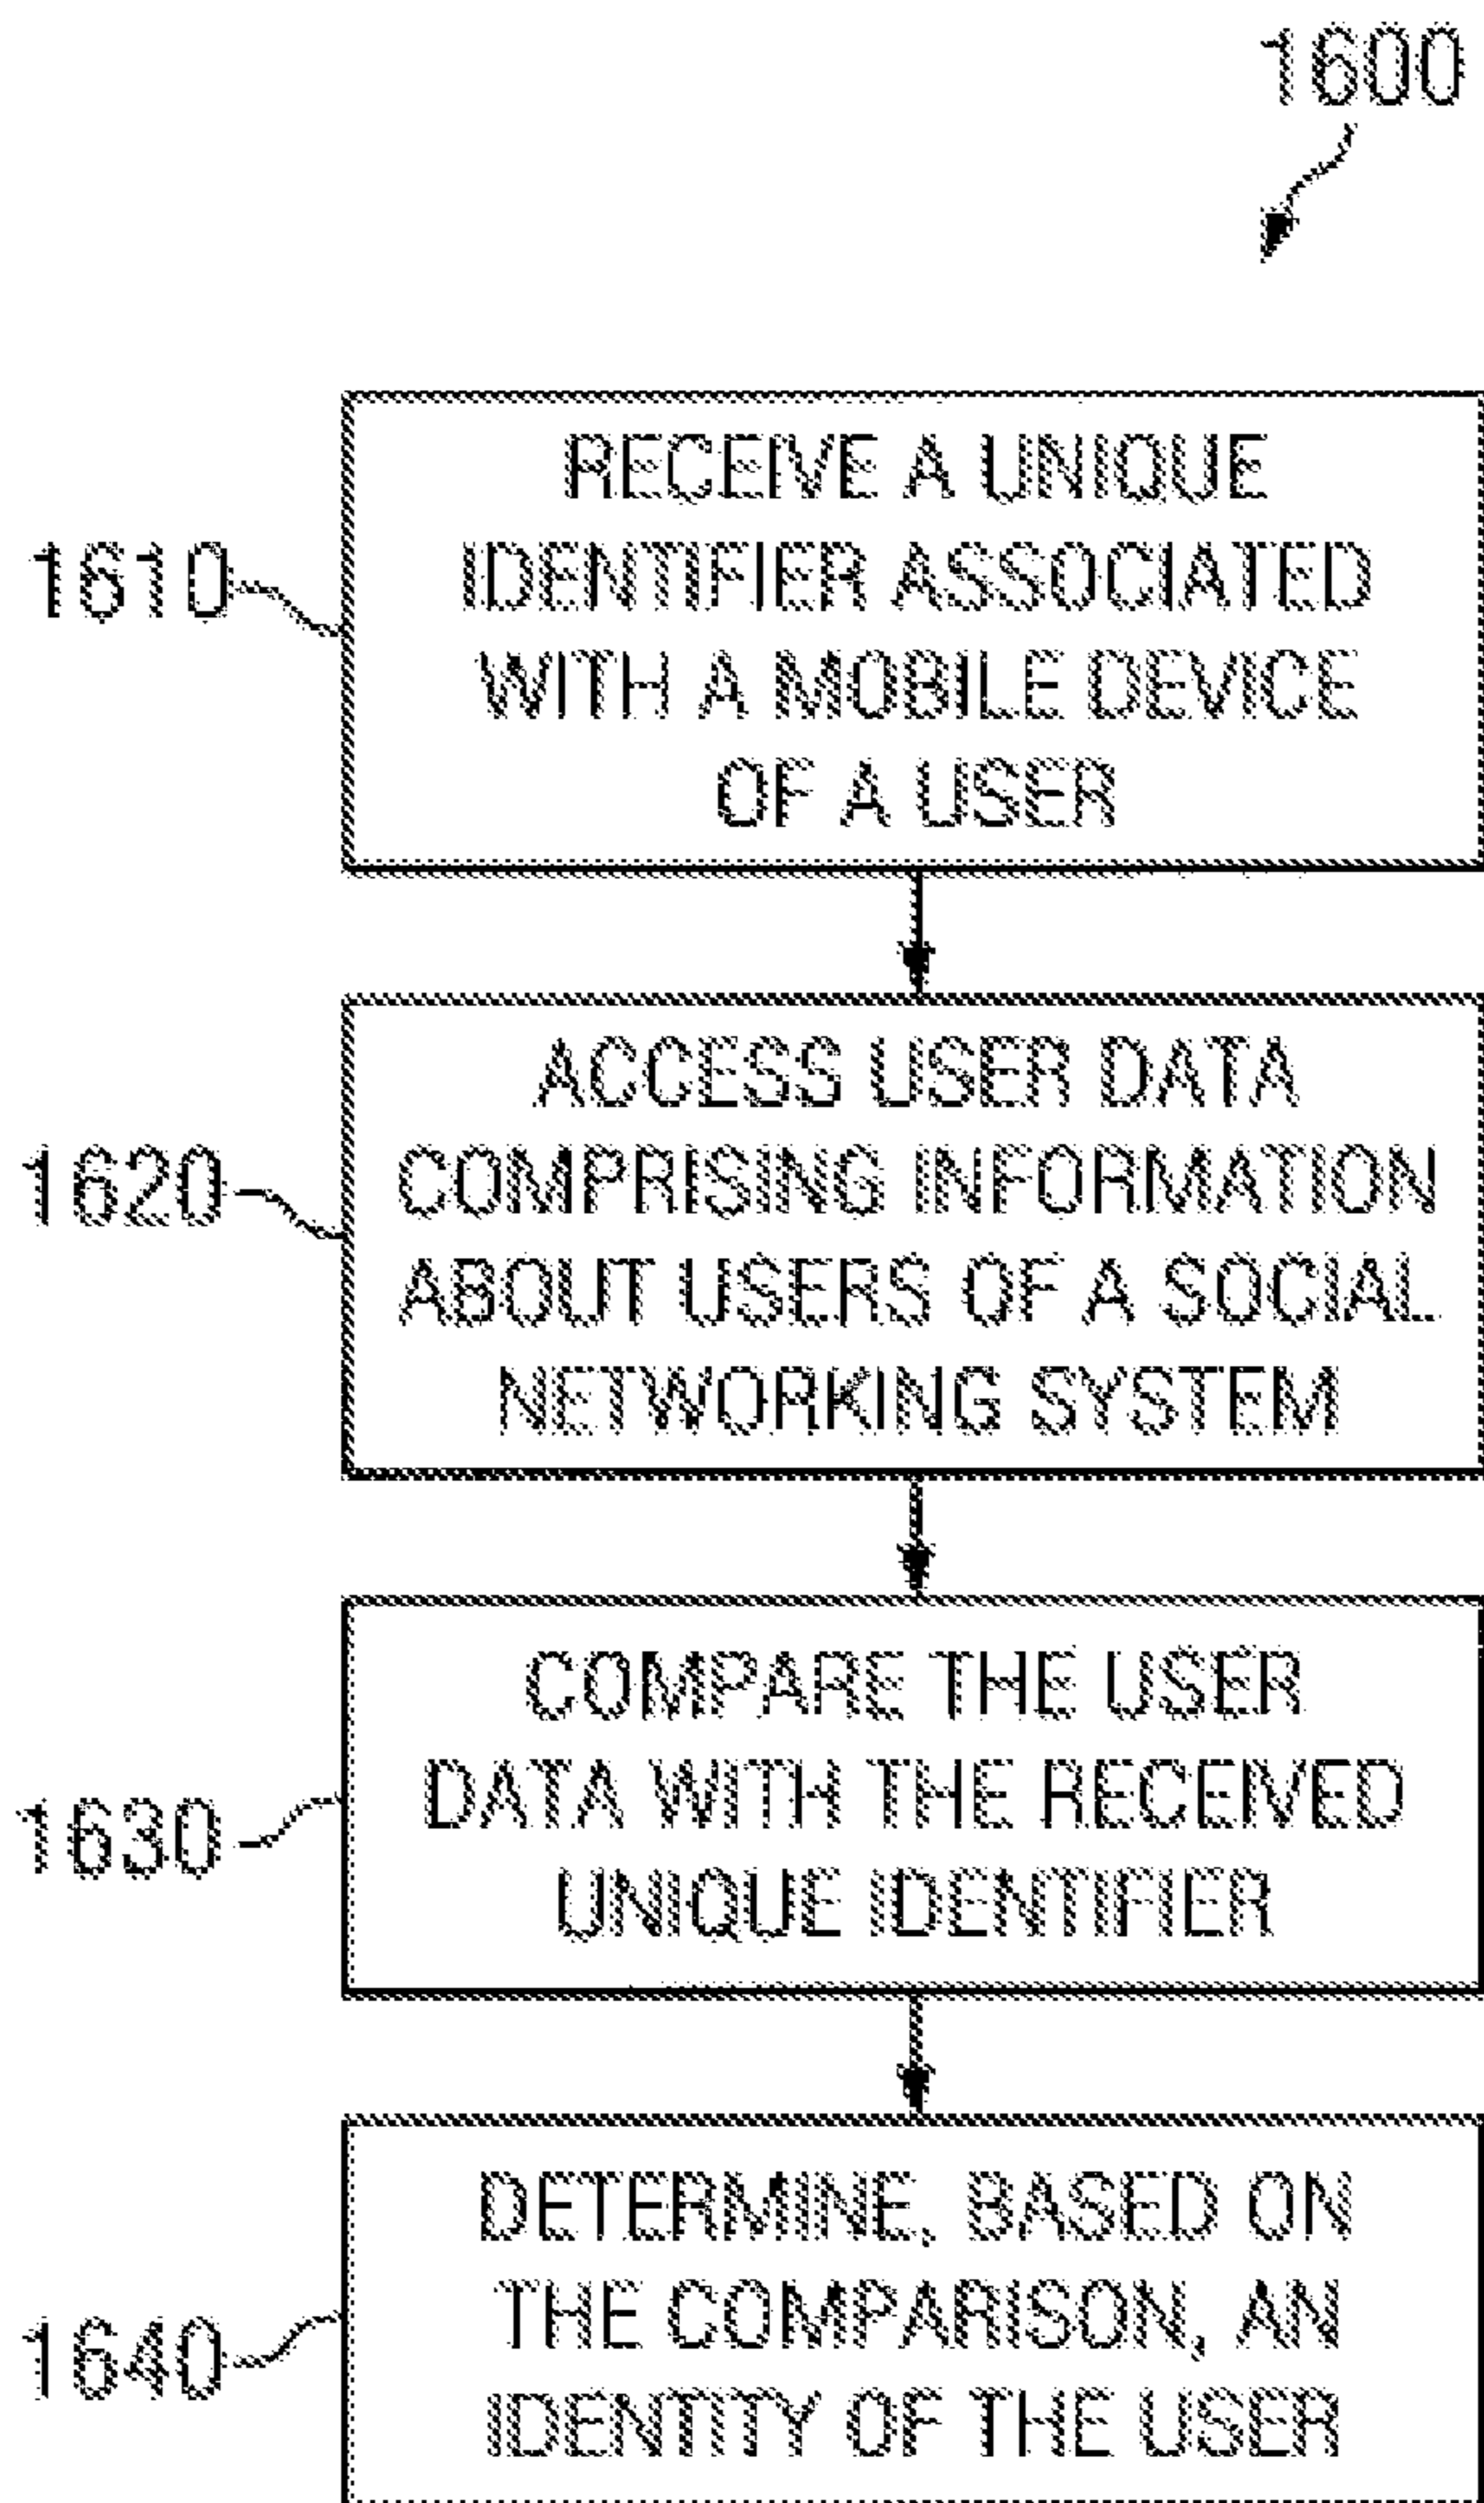 1600
RECEIVE A UNIQUE
IDENTIFIER ASSOCIATED
WITH A MOBILE DEVICE
OF A USER
1610
ACCESS USER DATA
COMPRISING INFORMATION
ABOUT USERS OF A SOCIAL
NETWORKING SYSTEM
1620
COMPARE THE USER
DATA WITH THE RECEIVED
UNIQUE IDENTIFIER
1630
DETERMINE, BASED ON
THE COMPARISON, AN
IDENTITY OF THE USER
1640